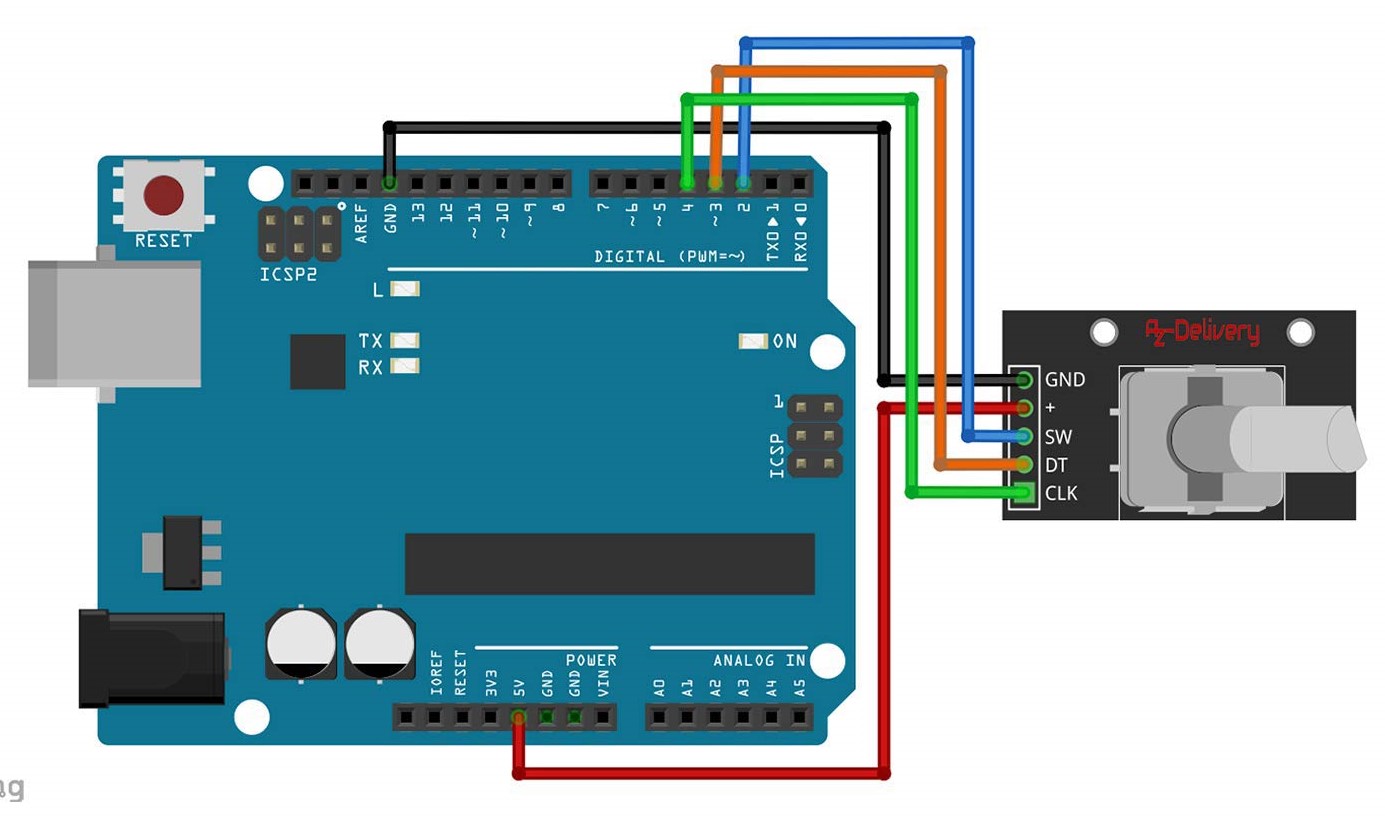 RESET
ICSP2
AREF
GND
13
12
~11
~10
~9
8
7
~6
~5
4
~3
2
TX0▶1
RX0◀0
DIGITAL (PWM=~)
L
TX
RX
ON
1
ICSP
Az-Delivery
GND
+
SW
DT
CLK
POWER
ANALOG IN
IOREF
RESET
3V3
5V
GND
GND
VIN
A0
A1
A2
A3
A4
A5